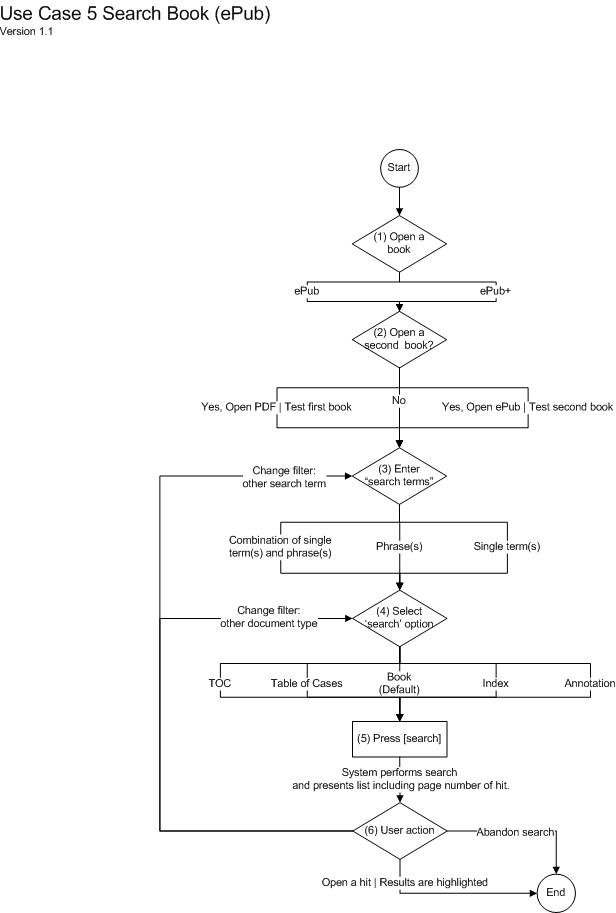 Use Case 5 Search Book (ePub)
Version 1.1
Start
(1) Open a
book
ePub
ePub+
(2) Open a
second book?
Yes, Open PDF | Test first book
No
Yes, Open ePub | Test second book
Change filter:
other search term
(3) Enter
“search terms”
Combination of single
term(s) and phrase(s)
Phrase(s)
Single term(s)
Change filter:
other document type
(4) Select
‘search’ option
TOC
Table of Cases
Book
(Default)
Index
Annotation
(5) Press [search]
System performs search
and presents list including page number of hit.
(6) User action
Abandon search
Open a hit | Results are highlighted
End